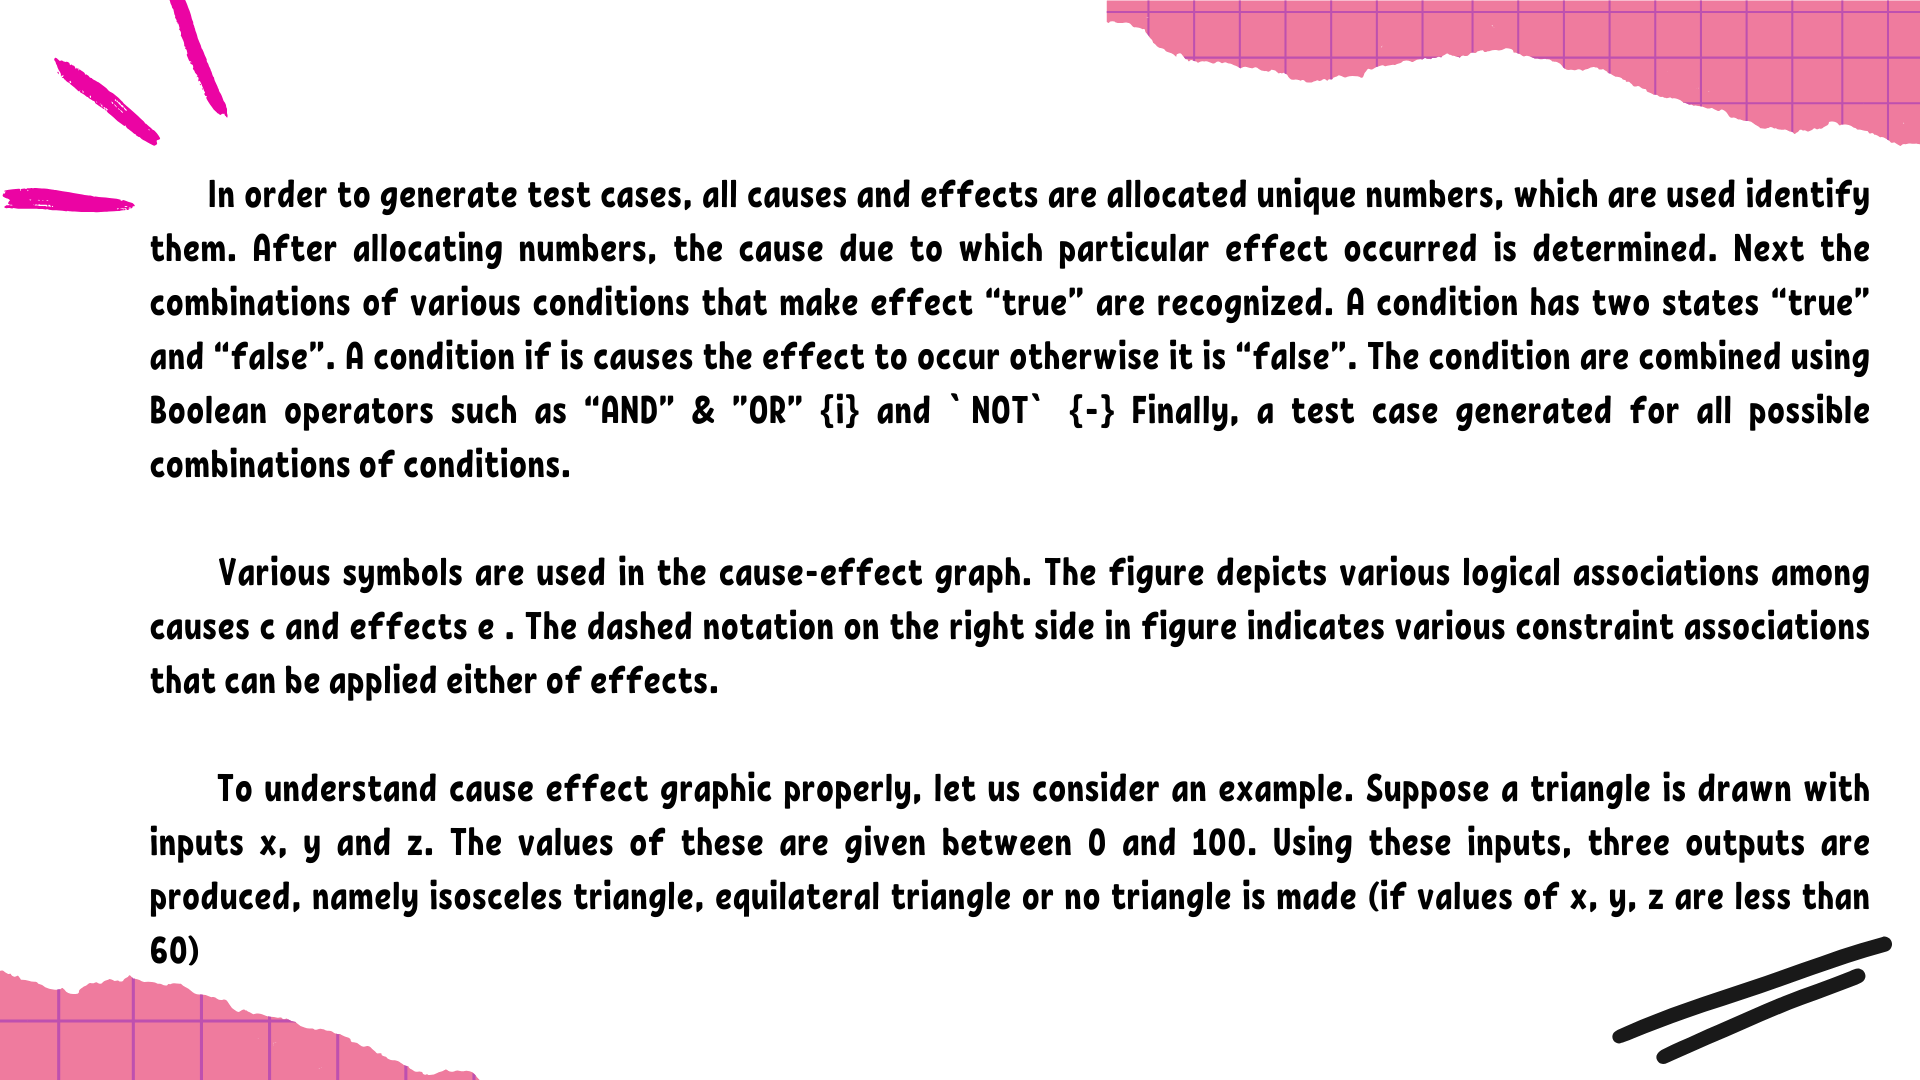 In order to generate test cases, all causes and effects are allocated unique numbers, which are used identify
them. After allocating numbers, the cause due to which particular effect occurred is determined. Next the
combinations of various conditions that make effect “true” are recognized. A condition has two states “true”
and “false”. A condition if is causes the effect to occur otherwise it is “false”. The condition are combined using
Boolean operators such as “AND” & ”OR” {i} and `NOT` {-} Finally, a test case generated for all possible
combinations of conditions.
Various symbols are used in the cause-effect graph. The figure depicts various logical associations among
causes c and effects e . The dashed notation on the right side in figure indicates various constraint associations
that can be applied either of effects.
To understand cause effect graphic properly, let us consider an example. Suppose a triangle is drawn with
inputs x, y and z. The values of these are given between 0 and 100. Using these inputs, three outputs are
produced, namely isosceles triangle, equilateral triangle or no triangle is made (if values of x, y, z are less than
60)